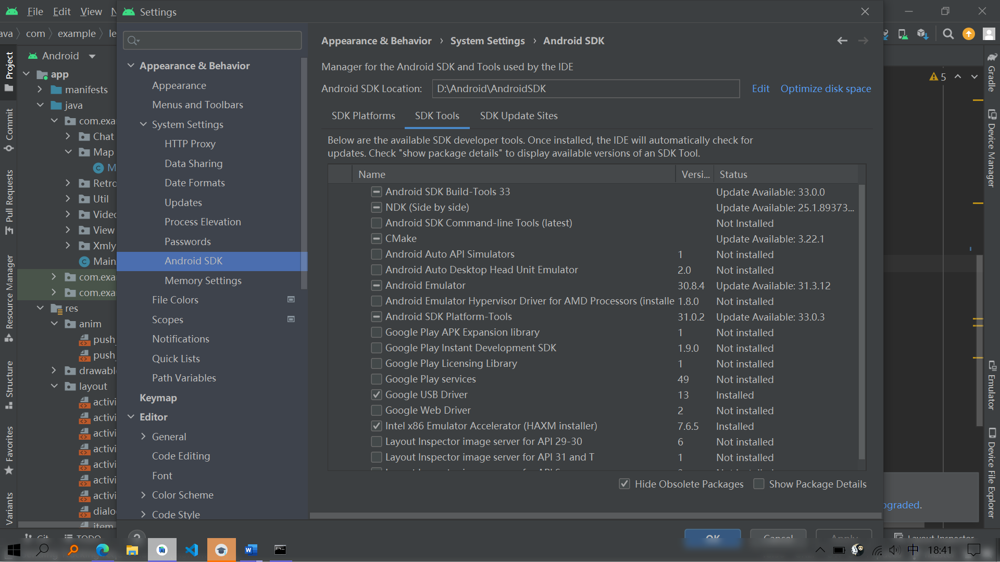 File Edit View N
Settings
ava com example le
Appearance & Behavior › System Settings › Android SDK
Android
Project
app
manifests
java
com.exa
Chat
Map
M
Retro
Util
Video
View
Xmly
Main
com.exa
com.exa
res
anim
push_
push_
drawabl
layout
activi
activi
activi
activi
activi
activi
activi
dialo
item
Commit
Pull Requests
Resource Manager
Structure
Favorites
Variants
Appearance & Behavior
Appearance
Menus and Toolbars
System Settings
HTTP Proxy
Data Sharing
Date Formats
Updates
Process Elevation
Passwords
Android SDK
Memory Settings
File Colors
Scopes
Notifications
Quick Lists
Path Variables
Keymap
Editor
General
Code Editing
Font
Color Scheme
Code Style
Manager for the Android SDK and Tools used by the IDE
Android SDK Location: D:\Android\AndroidSDK Edit Optimize disk space
SDK Platforms SDK Tools SDK Update Sites
Below are the available SDK developer tools. Once installed, the IDE will automatically check for
updates. Check "show package details" to display available versions of an SDK Tool.
Name Versi... Status
Android SDK Build-Tools 33 Update Available: 33.0.0
NDK (Side by side) Update Available: 25.1.89373...
Android SDK Command-line Tools (latest) Not Installed
CMake Update Available: 3.22.1
Android Auto API Simulators 1 Not installed
Android Auto Desktop Head Unit Emulator 2.0 Not installed
Android Emulator 30.8.4 Update Available: 31.3.12
Android Emulator Hypervisor Driver for AMD Processors (installe 1.8.0 Not installed
Android SDK Platform-Tools 31.0.2 Update Available: 33.0.3
Google Play APK Expansion library 1 Not installed
Google Play Instant Development SDK 1.9.0 Not installed
Google Play Licensing Library 1 Not installed
Google Play services 49 Not installed
Google USB Driver 13 Installed
Google Web Driver 2 Not installed
Intel x86 Emulator Accelerator (HAXM installer) 7.6.5 Installed
Layout Inspector image server for API 29-30 6 Not installed
Layout Inspector image server for API 31 and T 1 Not installed
Hide Obsolete Packages Show Package Details
OK Cancel Apply
5
Gradle
Device Manager
Emulator
Device File Explorer
pgraded.
Git TODO
Layout Inspector
中 18:41